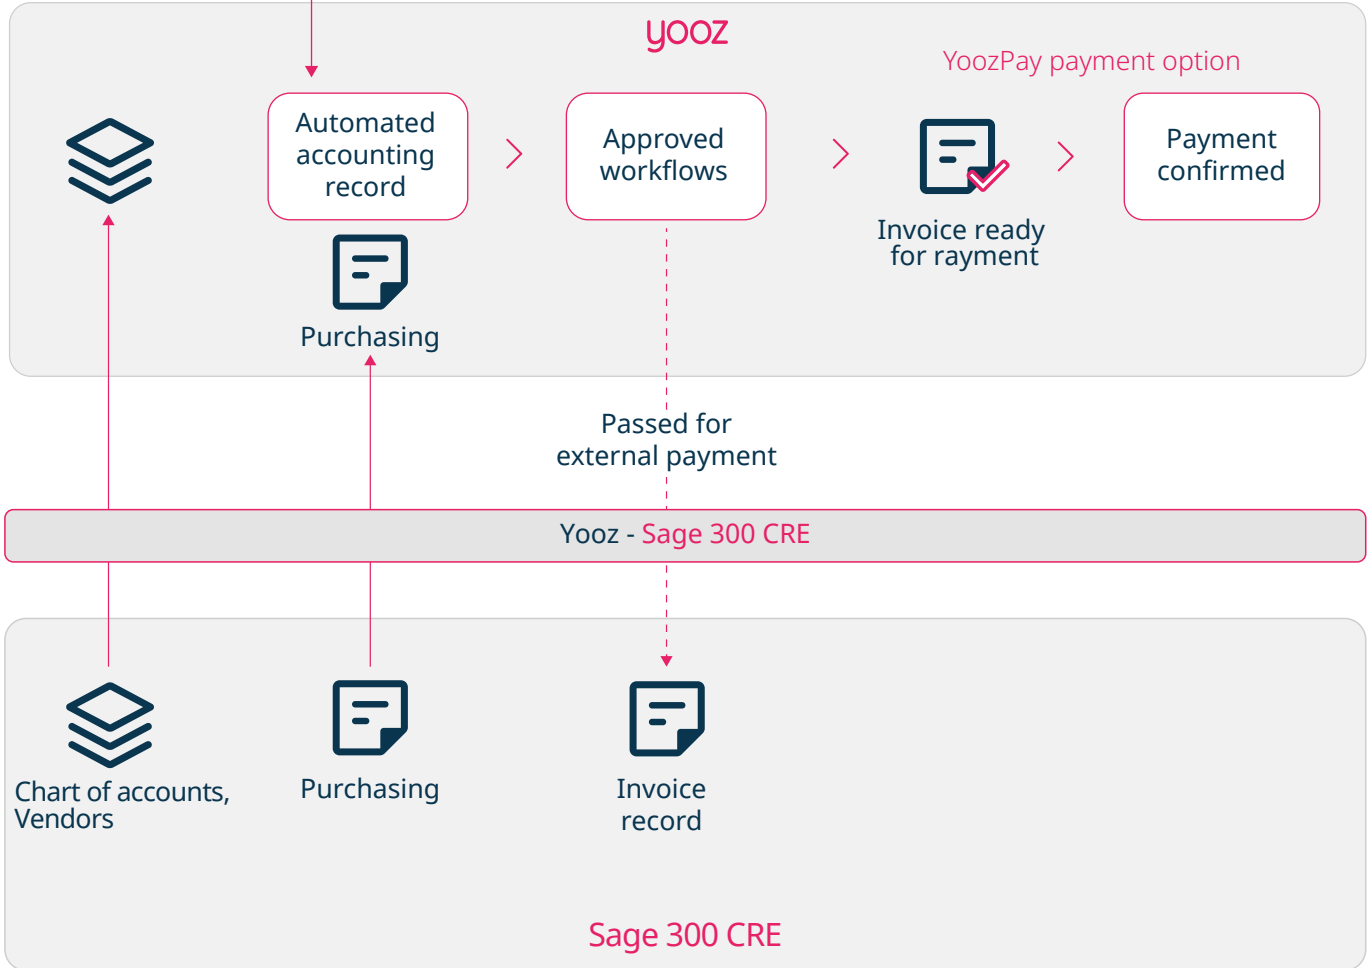 yooz
YoozPay payment option
Automated
accounting
record
Approved
workflows
Payment
confirmed
Invoice ready
for rayment
Purchasing
Passed for
external payment
Yooz - Sage 300 CRE
Chart of accounts,
Vendors
Purchasing
Invoice
record
Sage 300 CRE